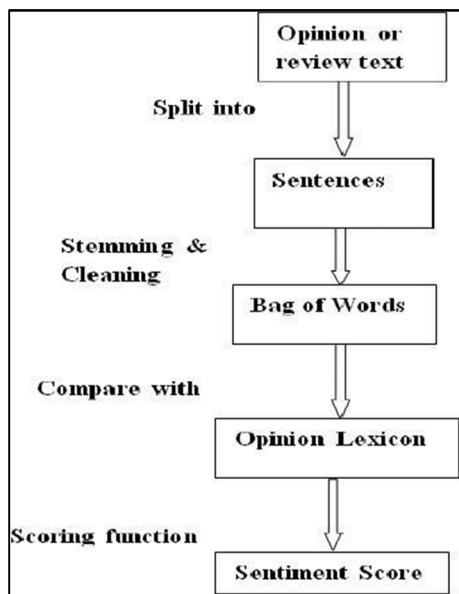 Opinion or
review text
Split into
Sentences
Stemming &
Cleaning
Bag of Words
Compare with
Opinion Lexicon
Scoring function
Sentiment Score